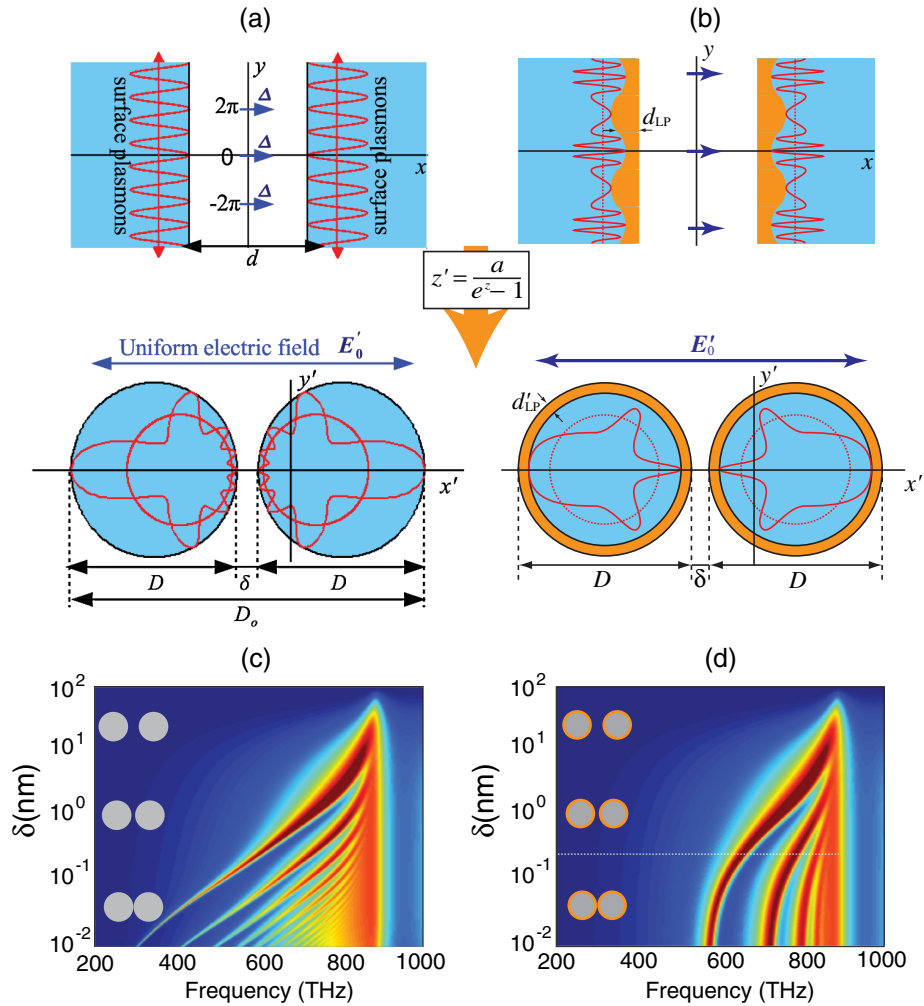 (a)
y
surface plasmons
2π
Δ
0
Δ
-2π
Δ
surface plasmons
x
d
(b)
y
d_LP
x
z' = a / (e^z − 1)
Uniform electric field E'_0
y'
x'
D
δ
D
D_o
E'_0
d'_LP
y'
x'
D
δ
D
(c)
δ(nm)
10^2
10^1
10^0
10^-1
10^-2
200
400
600
800
1000
Frequency (THz)
(d)
δ(nm)
10^2
10^1
10^0
10^-1
10^-2
200
400
600
800
1000
Frequency (THz)